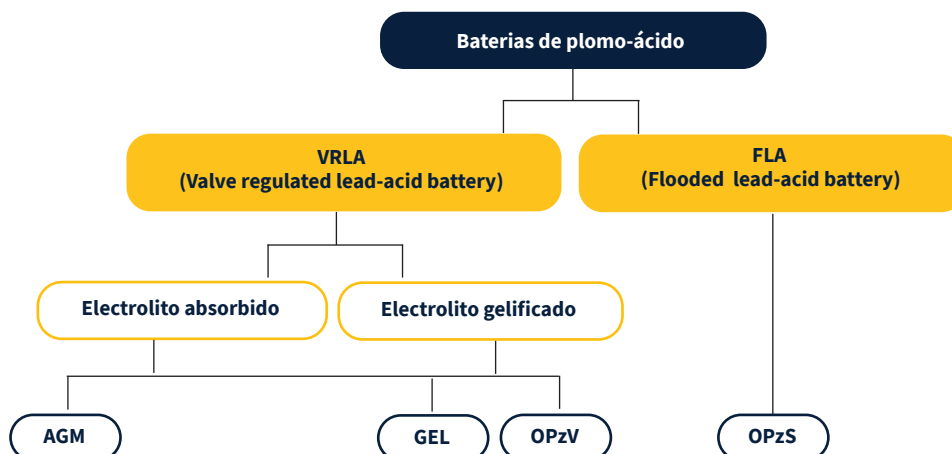 Baterias de plomo-ácido
VRLA
(Valve regulated lead-acid battery)
FLA
(Flooded lead-acid battery)
Electrolito absorbido
Electrolito gelificado
AGM
GEL
OPzV
OPzS